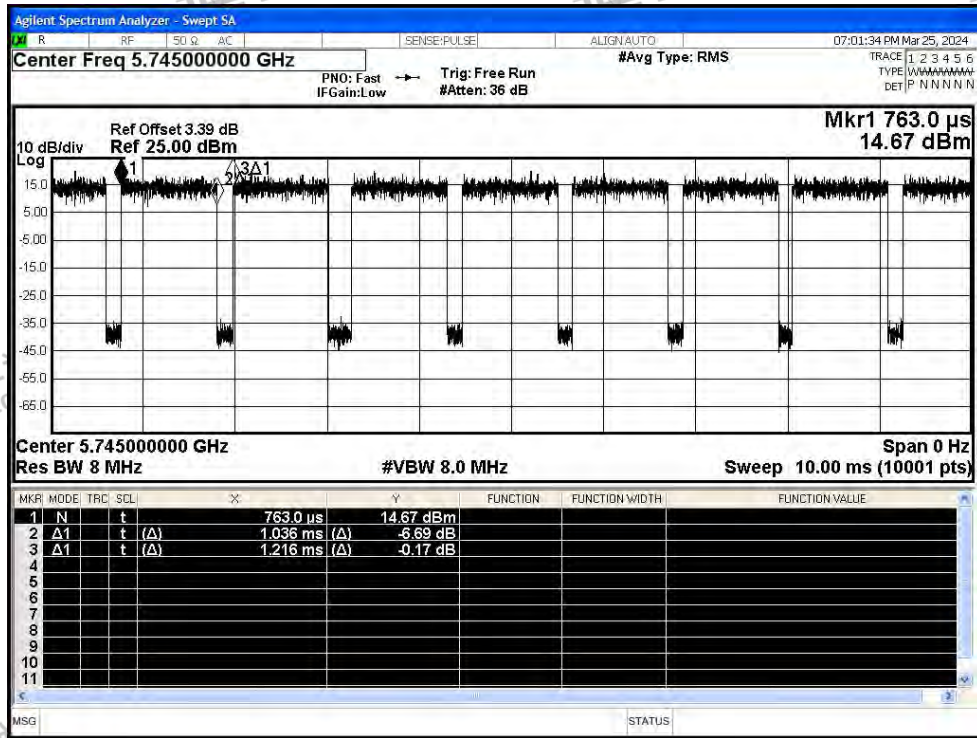 Agilent Spectrum Analyzer - Swept SA
LXI R RF 50 Ω AC SENSE:PULSE ALIGN AUTO 07:01:34 PM Mar 25, 2024
Center Freq 5.745000000 GHz
PNO: Fast
IFGain:Low
Trig: Free Run
#Atten: 36 dB
#Avg Type: RMS
TRACE 1 2 3 4 5 6
TYPE WWWWWW
DET P N N N N N
Mkr1 763.0 µs
14.67 dBm
Ref Offset 3.39 dB
10 dB/div Ref 25.00 dBm
Log
1
2
3Δ1
15.0
5.00
-5.00
-15.0
-25.0
-35.0
-45.0
-55.0
-65.0
Center 5.745000000 GHz Span 0 Hz
Res BW 8 MHz #VBW 8.0 MHz Sweep 10.00 ms (10001 pts)
MKR MODE TRC SCL X Y FUNCTION FUNCTION WIDTH FUNCTION VALUE
1 N t 763.0 µs 14.67 dBm
2 Δ1 t (Δ) 1.036 ms (Δ) -6.69 dB
3 Δ1 t (Δ) 1.216 ms (Δ) -0.17 dB
4
5
6
7
8
9
10
11
MSG STATUS